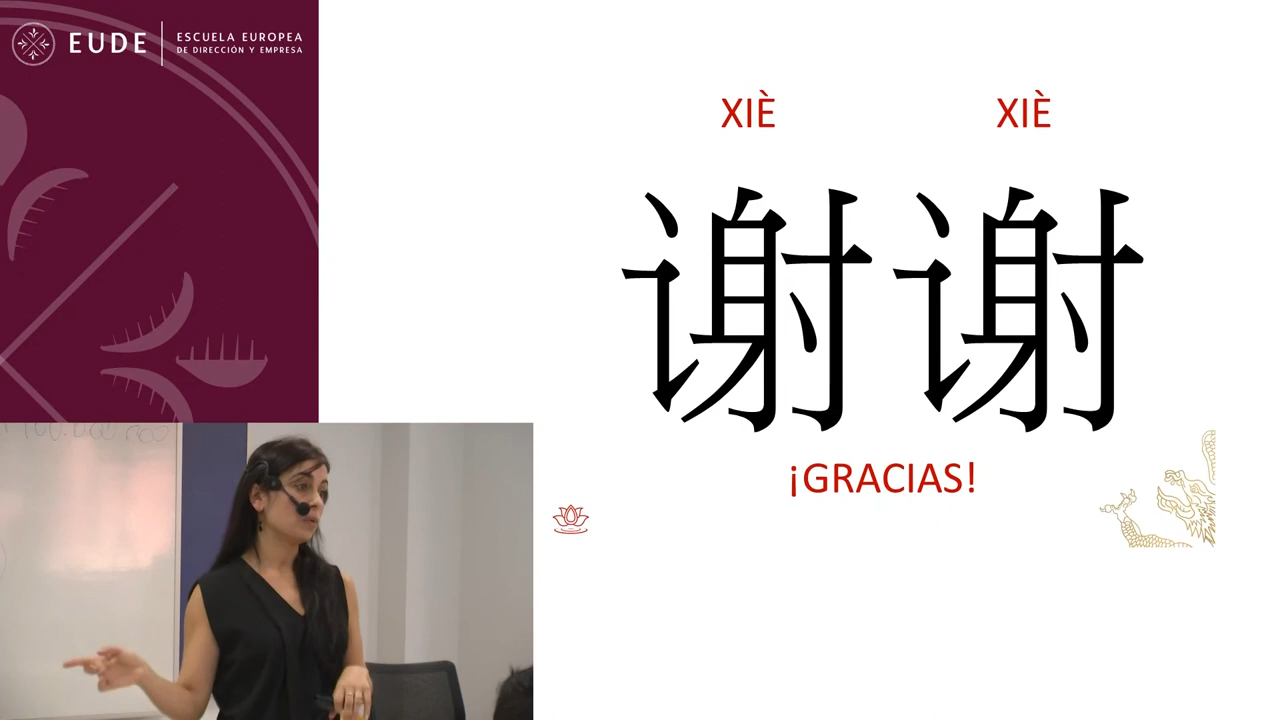 EUDE
ESCUELA EUROPEA
DE DIRECCIÓN Y EMPRESA
XIÈ XIÈ
谢谢
¡GRACIAS!